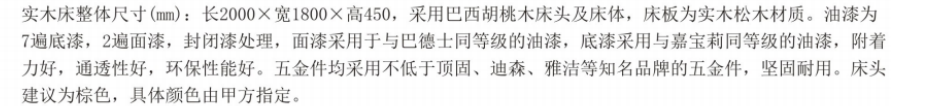 实木床整体尺寸(mm)：长2000×宽1800×高450，采用巴西胡桃木床头及床体，床板为实木松木材质。油漆为
7遍底漆，2遍面漆，封闭漆处理，面漆采用于与巴德士同等级的油漆，底漆采用与嘉宝莉同等级的油漆，附着
力好，通透性好，环保性能好。五金件均采用不低于顶固、迪森、雅洁等知名品牌的五金件，坚固耐用。床头
建议为棕色，具体颜色由甲方指定。